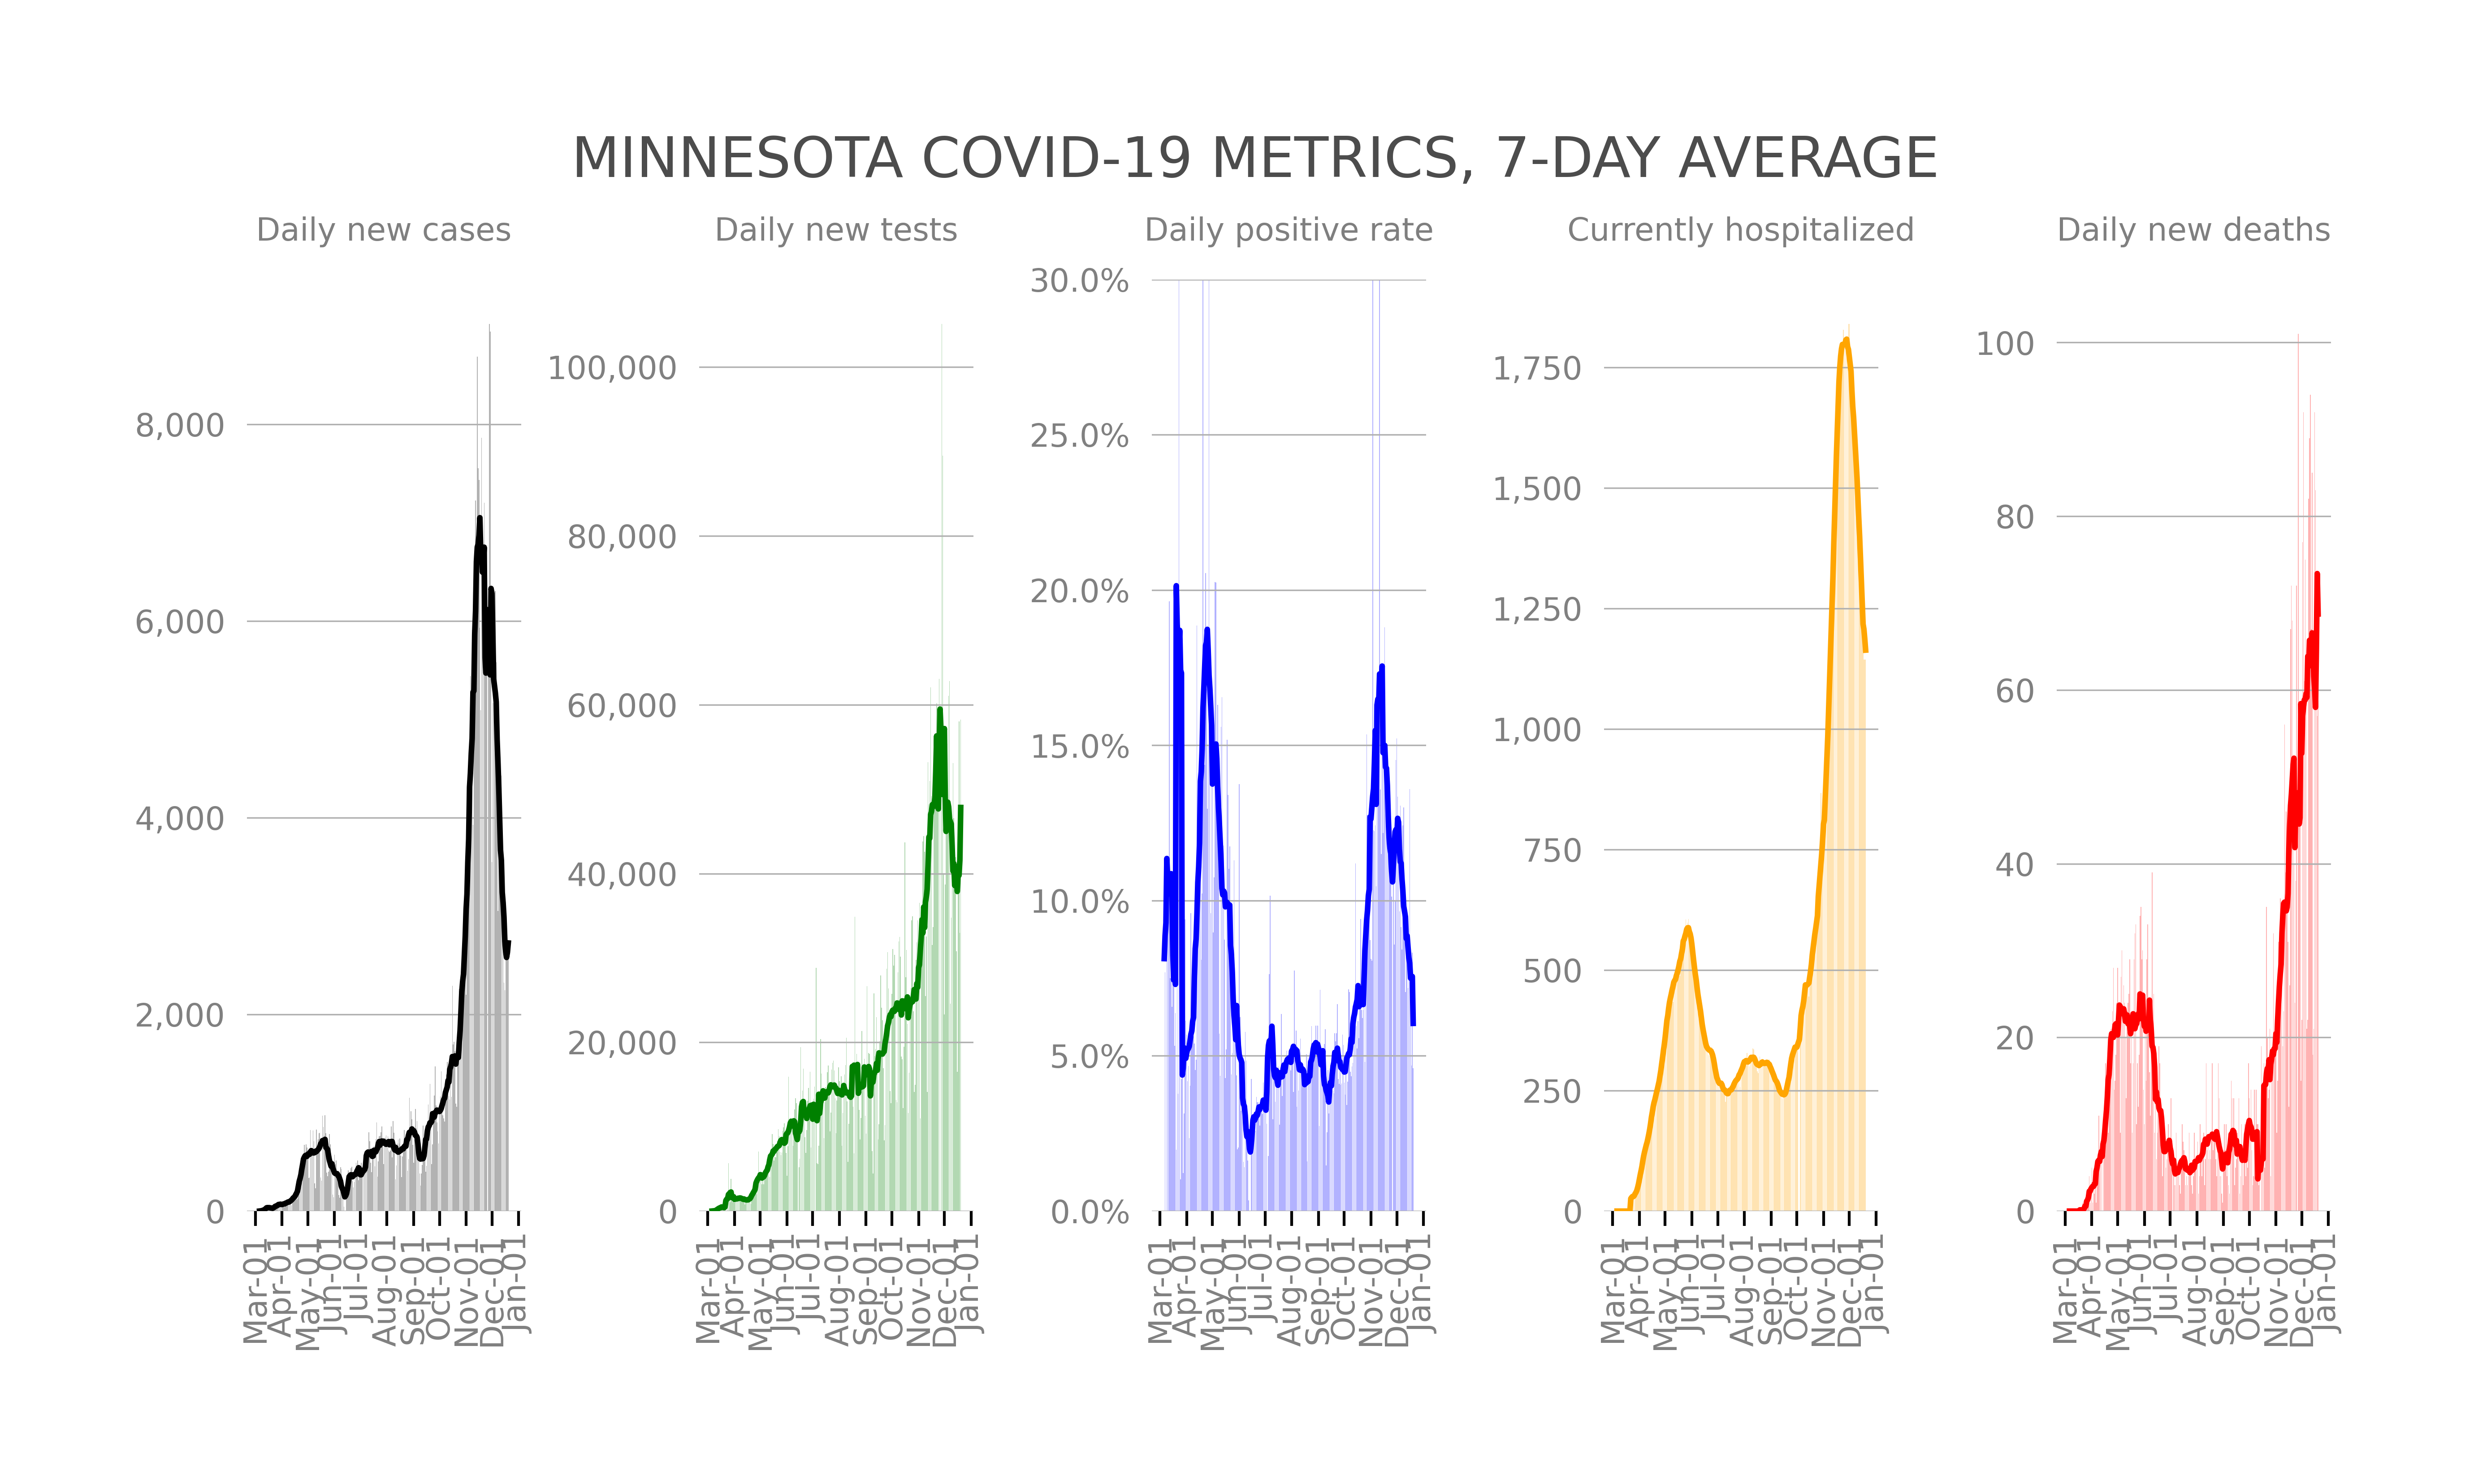 MINNESOTA COVID-19 METRICS, 7-DAY AVERAGE
Daily new cases
8,000
6,000
4,000
2,000
0
Mar-01
Apr-01
May-01
Jun-01
Jul-01
Aug-01
Sep-01
Oct-01
Nov-01
Dec-01
Jan-01
Daily new tests
100,000
80,000
60,000
40,000
20,000
0
Mar-01
Apr-01
May-01
Jun-01
Jul-01
Aug-01
Sep-01
Oct-01
Nov-01
Dec-01
Jan-01
Daily positive rate
30.0%
25.0%
20.0%
15.0%
10.0%
5.0%
0.0%
Mar-01
Apr-01
May-01
Jun-01
Jul-01
Aug-01
Sep-01
Oct-01
Nov-01
Dec-01
Jan-01
Currently hospitalized
1,750
1,500
1,250
1,000
750
500
250
0
Mar-01
Apr-01
May-01
Jun-01
Jul-01
Aug-01
Sep-01
Oct-01
Nov-01
Dec-01
Jan-01
Daily new deaths
100
80
60
40
20
0
Mar-01
Apr-01
May-01
Jun-01
Jul-01
Aug-01
Sep-01
Oct-01
Nov-01
Dec-01
Jan-01